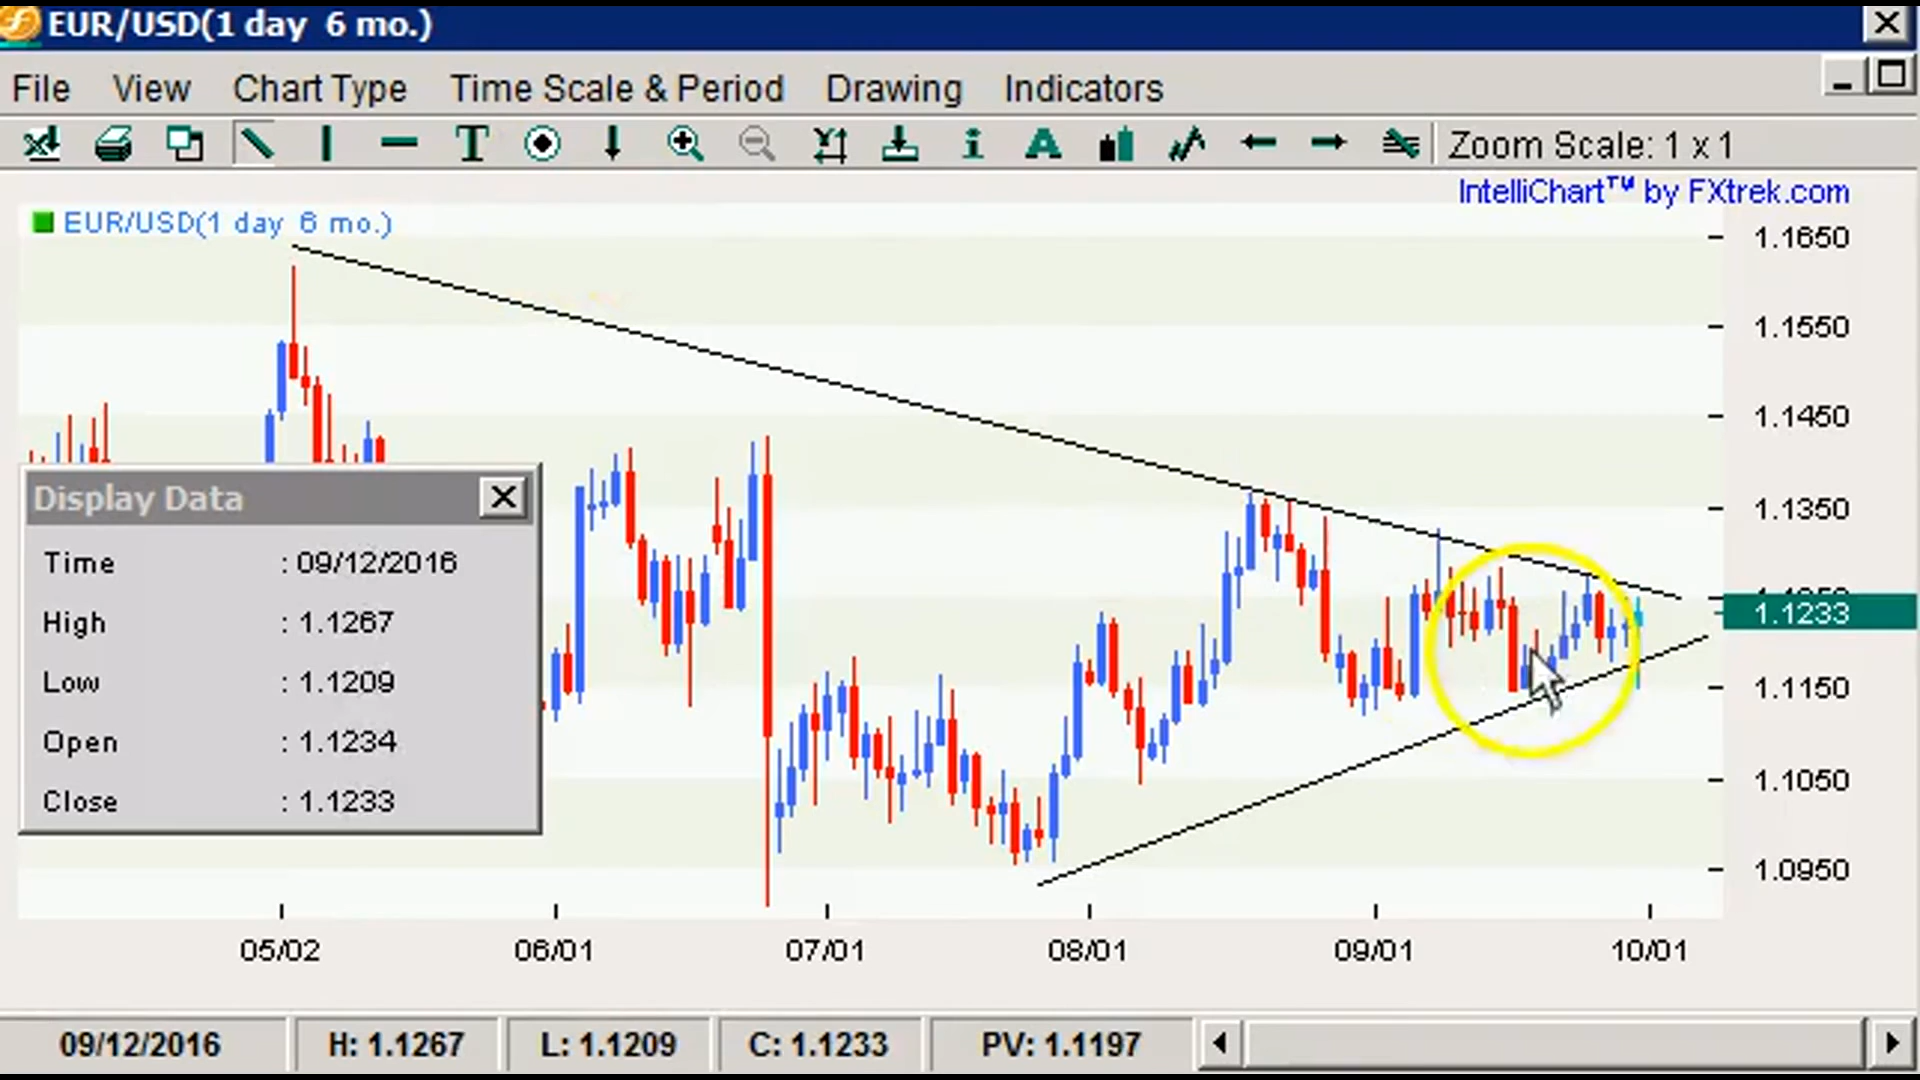 EUR/USD(1 day 6 mo.)
File View Chart Type Time Scale & Period Drawing Indicators
T i A Zoom Scale: 1 x 1
IntelliChart™ by FXtrek.com
EUR/USD(1 day 6 mo.)
1.1650
1.1550
1.1450
1.1350
1.1233
1.1150
1.1050
1.0950
Display Data
Time : 09/12/2016
High : 1.1267
Low : 1.1209
Open : 1.1234
Close : 1.1233
05/02 06/01 07/01 08/01 09/01 10/01
09/12/2016 H: 1.1267 L: 1.1209 C: 1.1233 PV: 1.1197